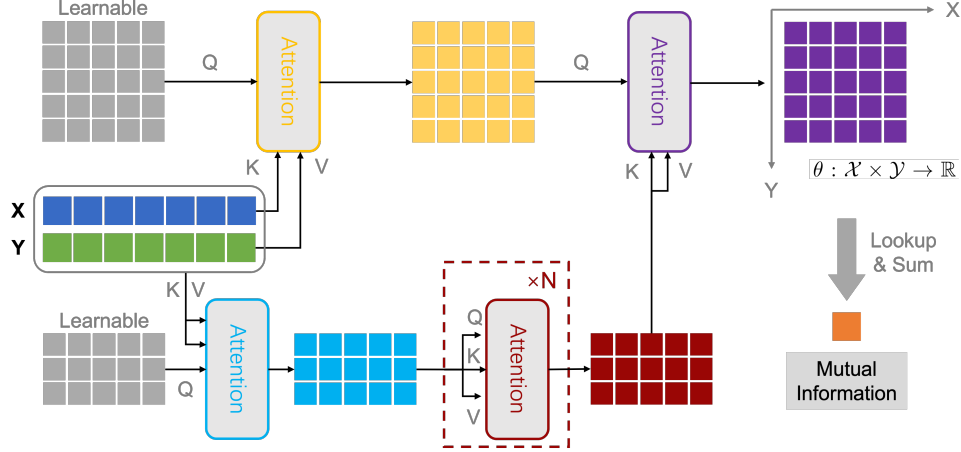 Learnable
Q
Attention
Q
Attention
X
Y
K
V
K
V
θ : 𝒳 × 𝒴 → ℝ
X
Y
K
V
Learnable
Q
Attention
×N
Q
K
V
Attention
Lookup
& Sum
Mutual
Information